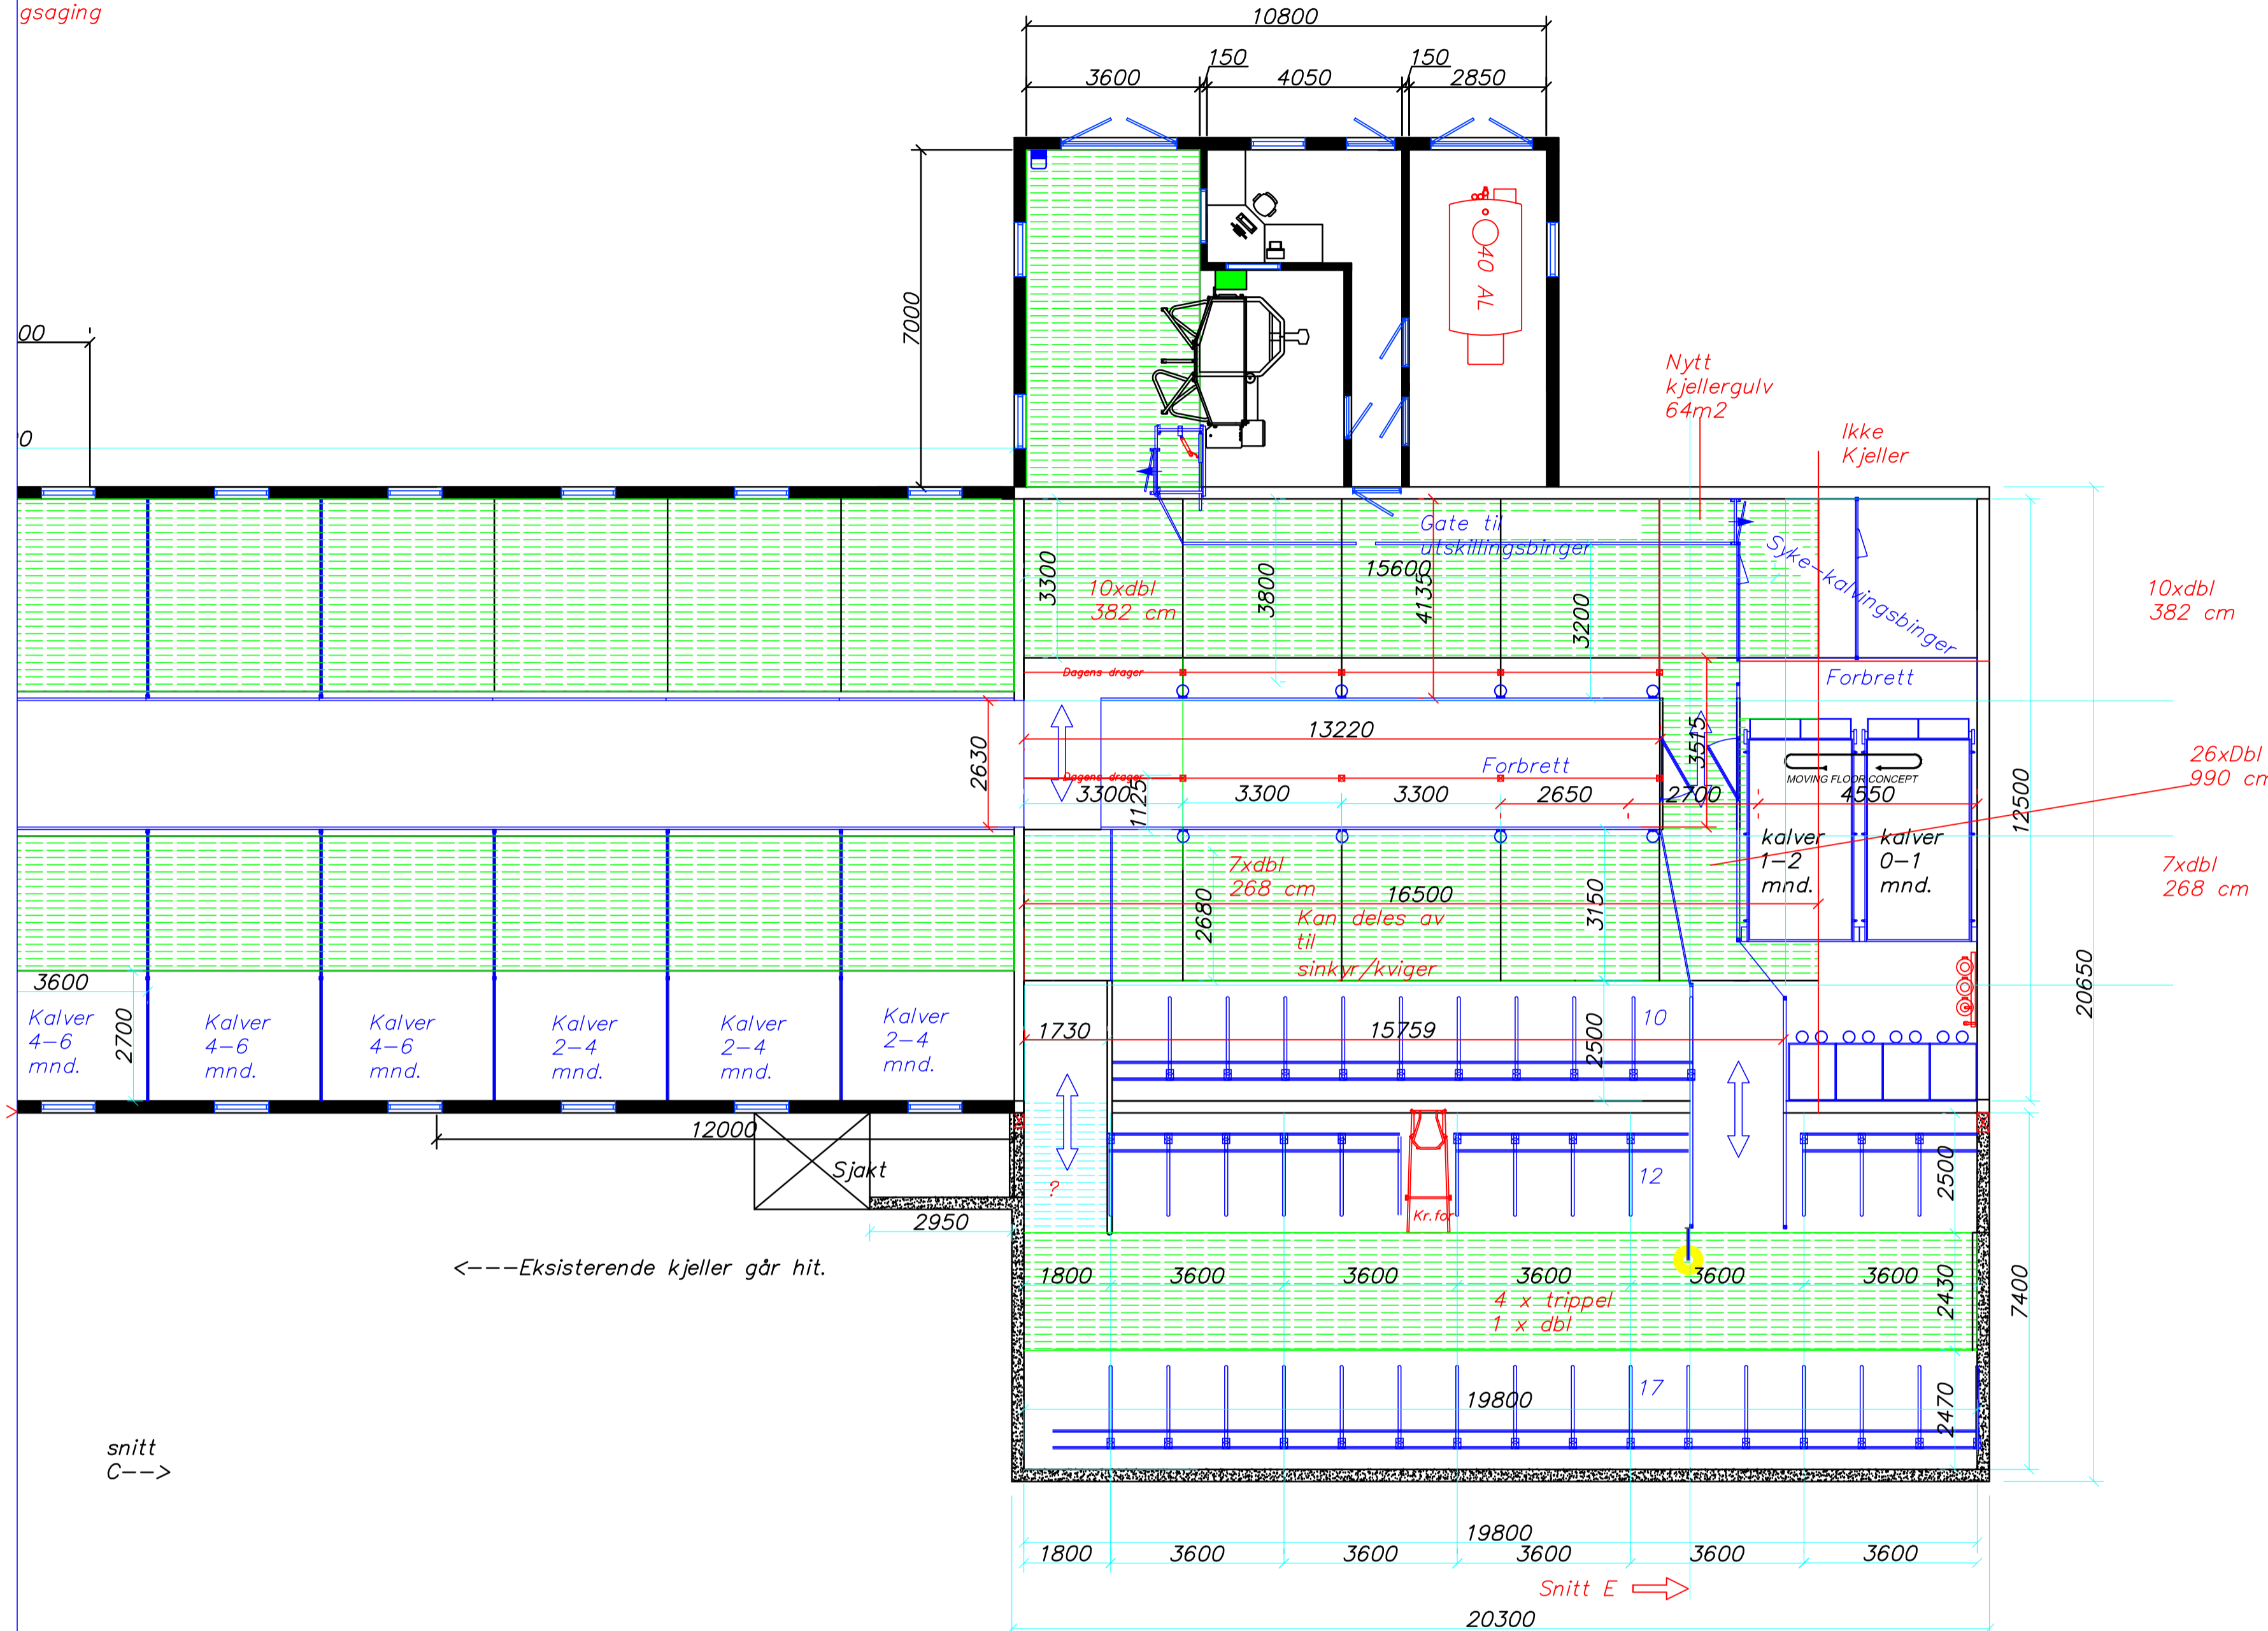 gsaging
10800
150
150
3600
4050
2850
7000
40 AL
00
Nytt
kjellergulv
64m2
Ikke
Kjeller
Gate til
utskillingsbinger
Syke-kalvingsbinger
15600
3300
3800
4135
3200
10xdbl
382 cm
10xdbl
382 cm
Dagens drager
Forbrett
2630
13220
3515
Forbrett
26xDbl
990 cm
Dagens drager
MOVING FLOOR CONCEPT
3300
1125
3300
3300
2650
2700
4550
12500
kalver
1-2
mnd.
kalver
0-1
mnd.
7xdbl
268 cm
7xdbl
268 cm
2680
16500
3150
Kan deles av
til
sinkyr/kviger
3600
2700
Kalver
4-6
mnd.
Kalver
4-6
mnd.
Kalver
4-6
mnd.
Kalver
2-4
mnd.
Kalver
2-4
mnd.
Kalver
2-4
mnd.
1730
15759
2500
10
20650
12000
Sjakt
?
12
2500
Kr.for
2950
<---Eksisterende kjeller går hit.
1800
3600
3600
3600
3600
3600
2430
7400
4 x trippel
1 x dbl
17
19800
2470
snitt
C-->
19800
1800
3600
3600
3600
3600
3600
Snitt E
20300